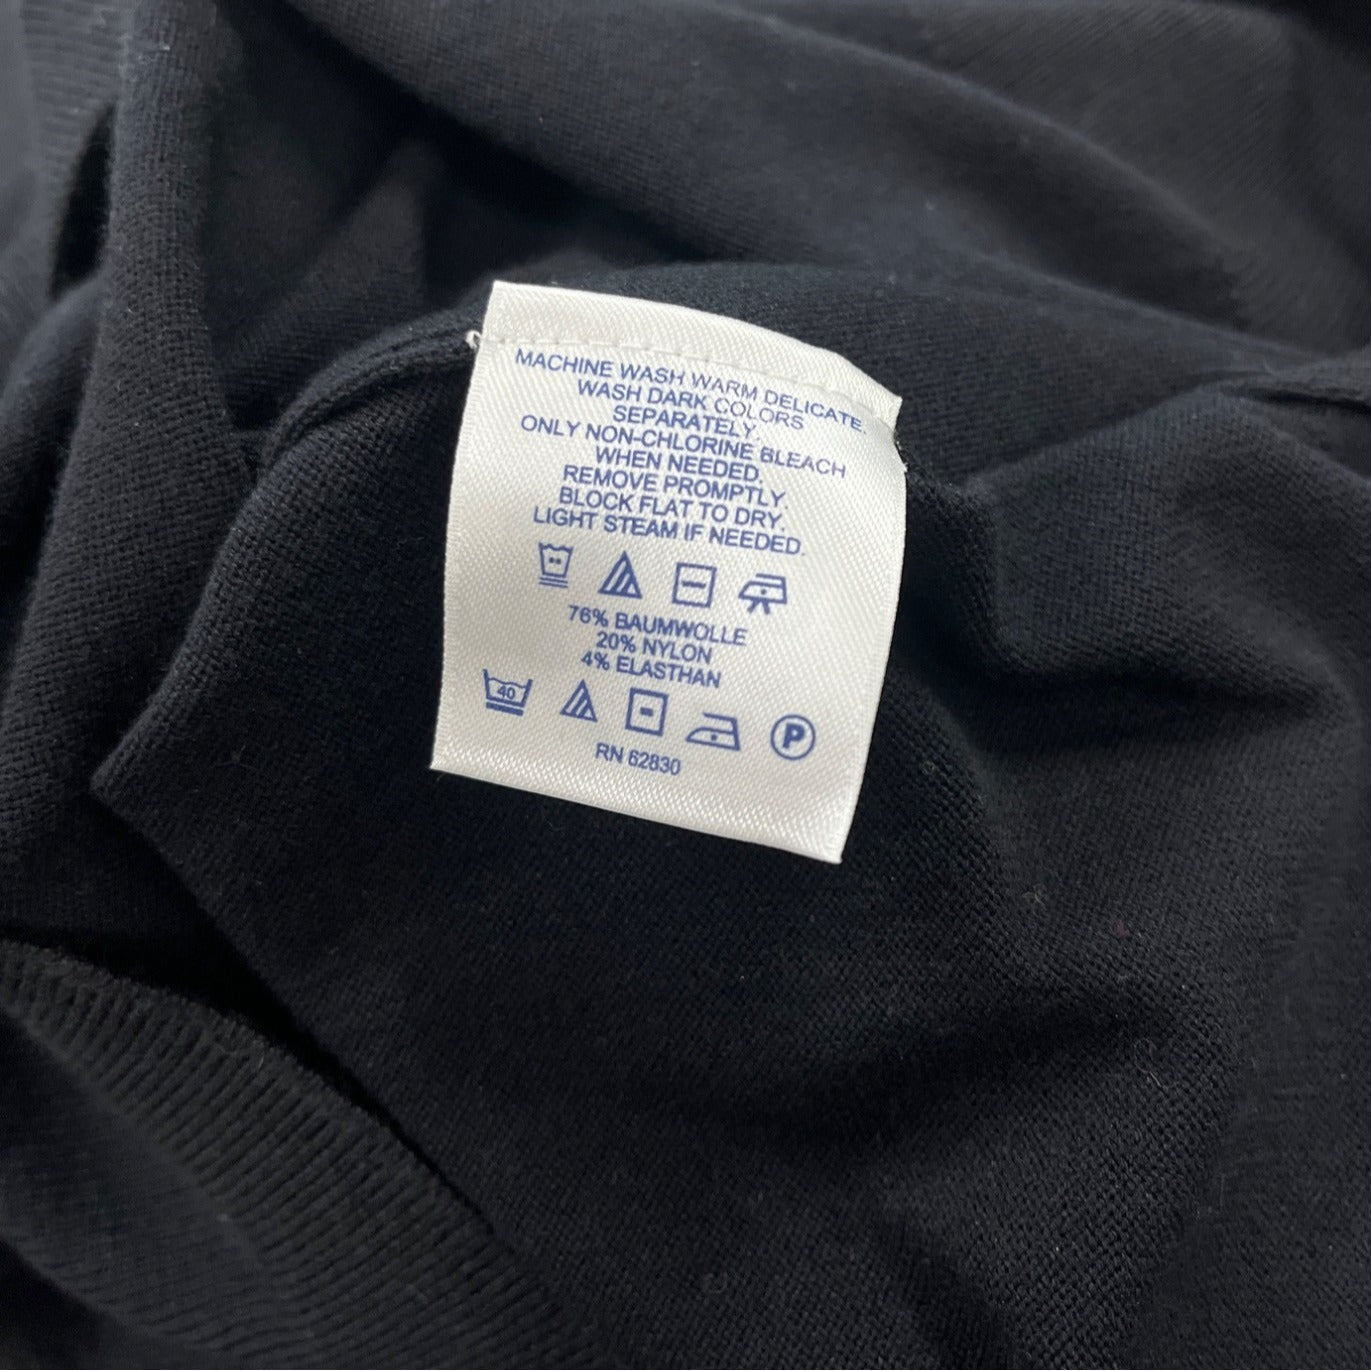 MACHINE WASH WARM DELICATE.
WASH DARK COLORS
SEPARATELY.
ONLY NON-CHLORINE BLEACH
WHEN NEEDED.
REMOVE PROMPTLY.
BLOCK FLAT TO DRY.
LIGHT STEAM IF NEEDED.
76% BAUMWOLLE
20% NYLON
4% ELASTHAN
40 P
RN 62830